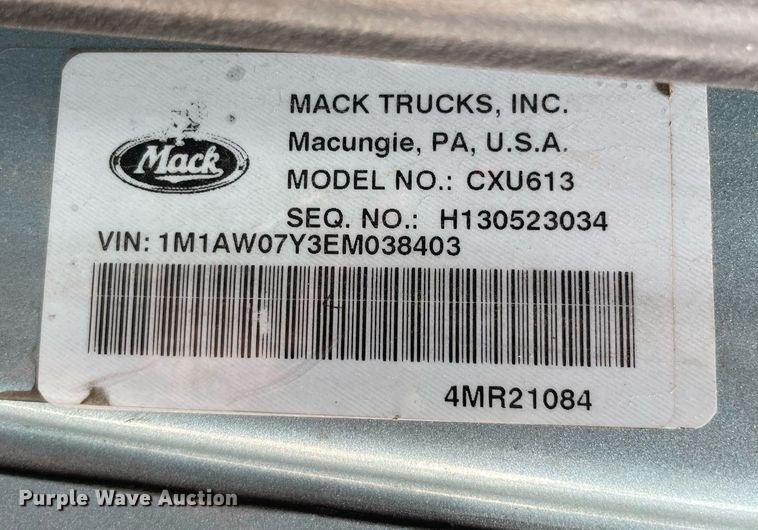 MACK TRUCKS, INC.
Mack
Macungie, PA, U.S.A.
MODEL NO.: CXU613
SEQ. NO.: H130523034
VIN: 1M1AW07Y3EM038403
4MR21084
Purple Wave Auction